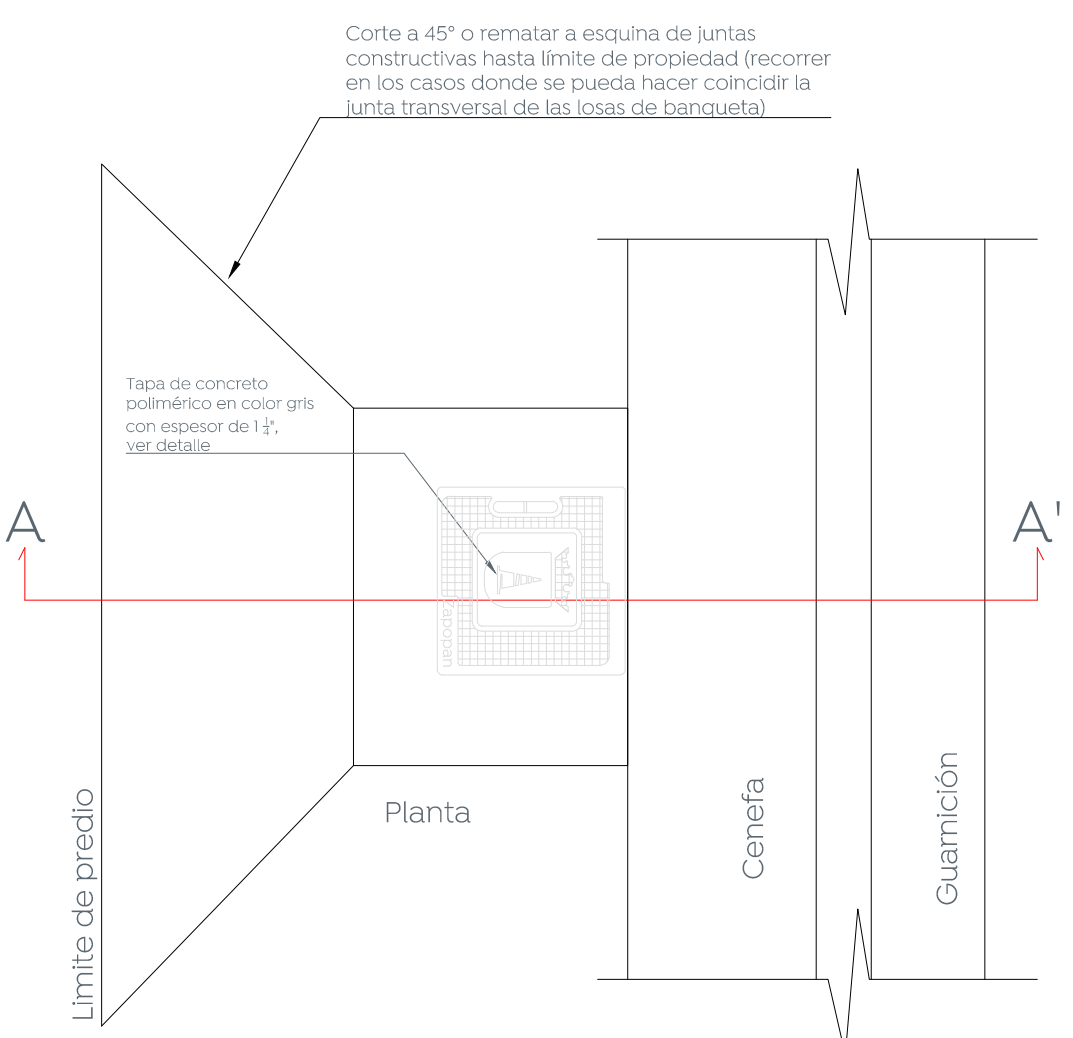 Corte a 45° o rematar a esquina de juntas
constructivas hasta límite de propiedad (recorrer
en los casos donde se pueda hacer coincidir la
junta transversal de las losas de banqueta)
Tapa de concreto
polimérico en color gris
con espesor de 1 1/4",
ver detalle
A
A'
Zapopan
Planta
Limite de predio
Cenefa
Guarnición